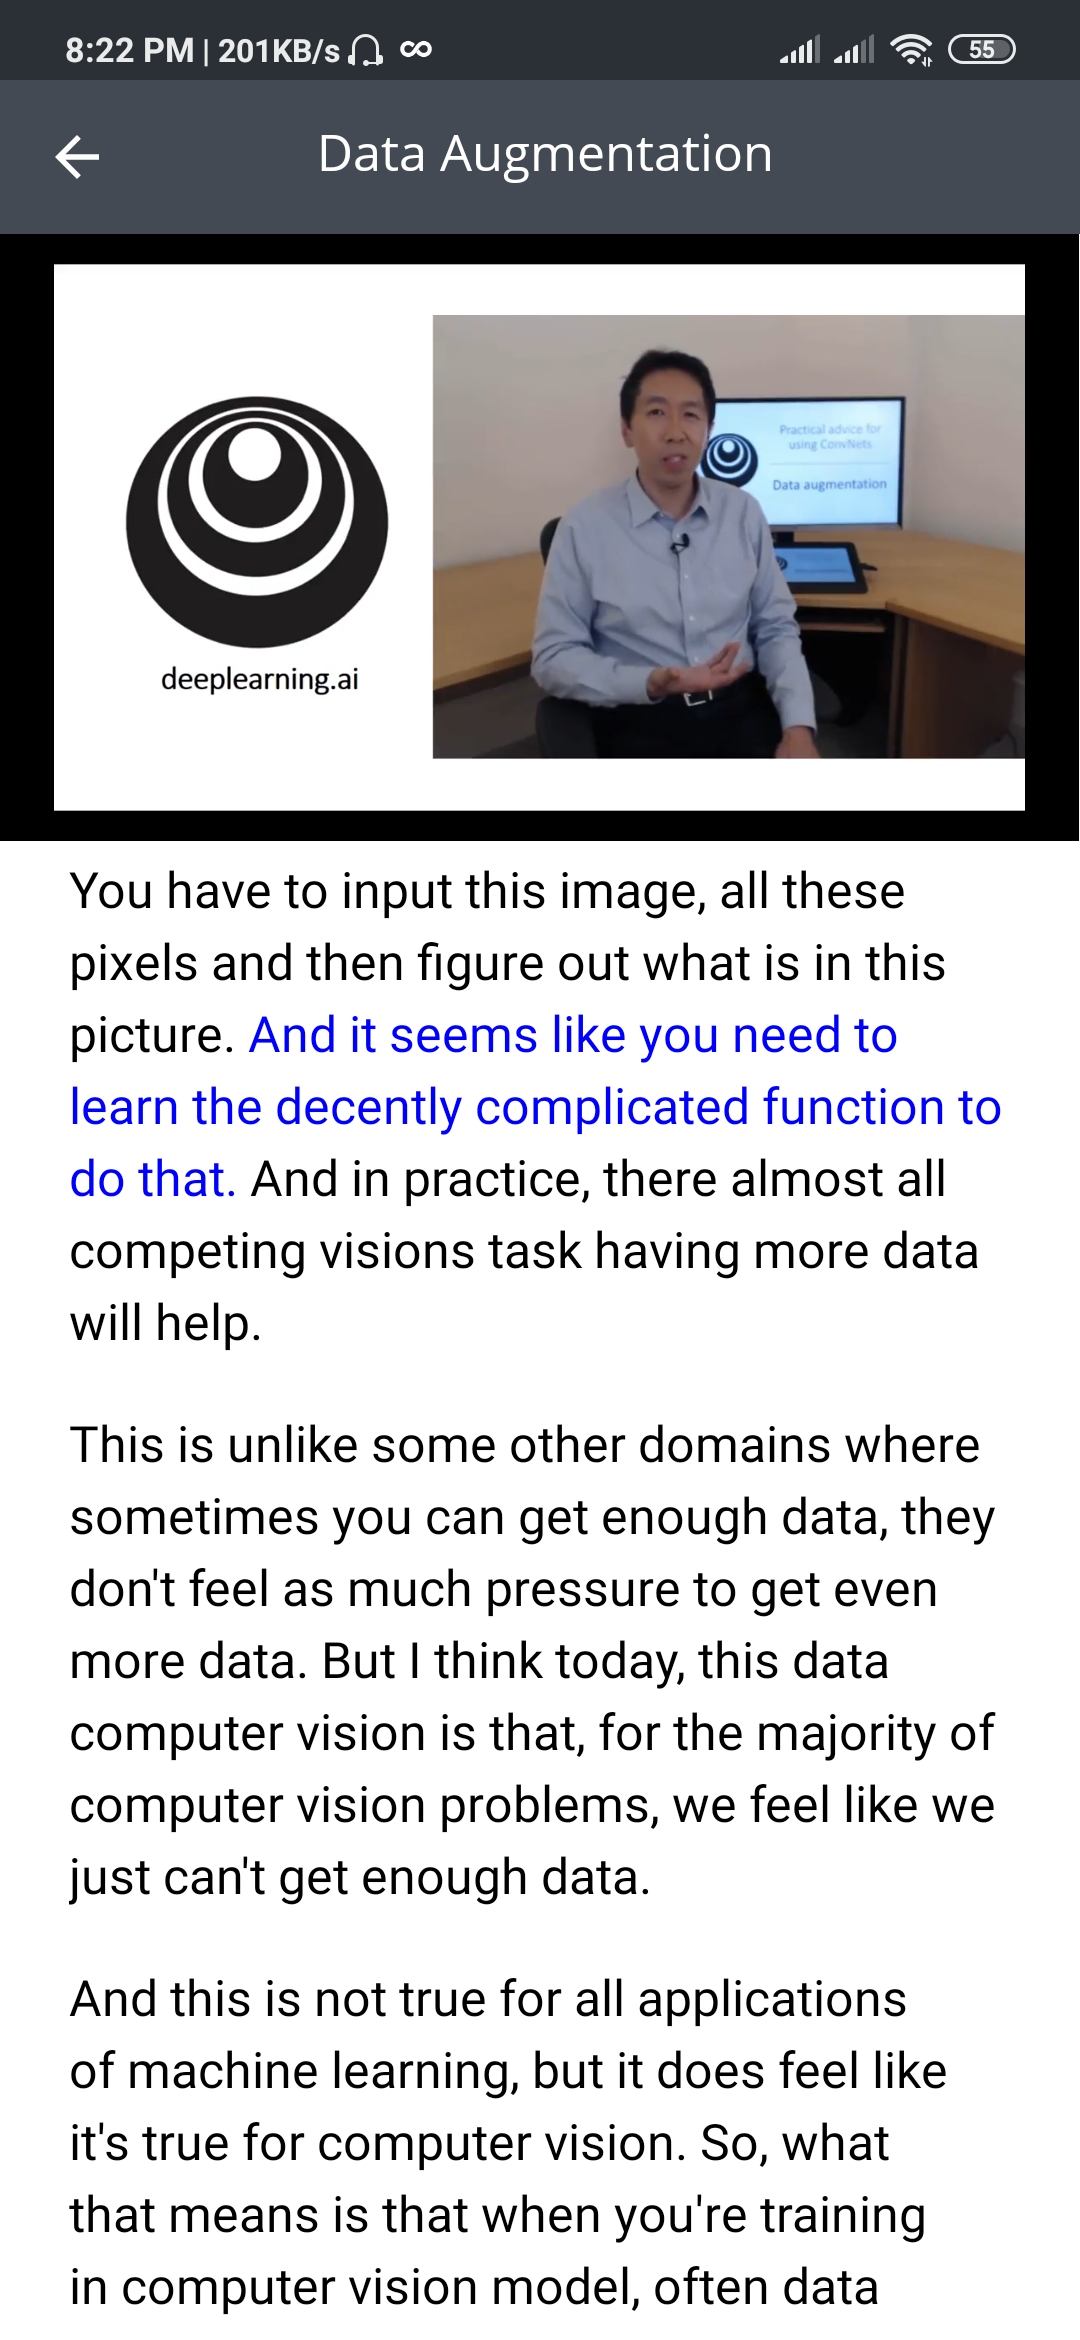 8:22 PM | 201KB/s
55
Data Augmentation
Practical advice for
using ConvNets
Data augmentation
deeplearning.ai
You have to input this image, all these
pixels and then figure out what is in this
picture. And it seems like you need to
learn the decently complicated function to
do that. And in practice, there almost all
competing visions task having more data
will help.
This is unlike some other domains where
sometimes you can get enough data, they
don't feel as much pressure to get even
more data. But I think today, this data
computer vision is that, for the majority of
computer vision problems, we feel like we
just can't get enough data.
And this is not true for all applications
of machine learning, but it does feel like
it's true for computer vision. So, what
that means is that when you're training
in computer vision model, often data